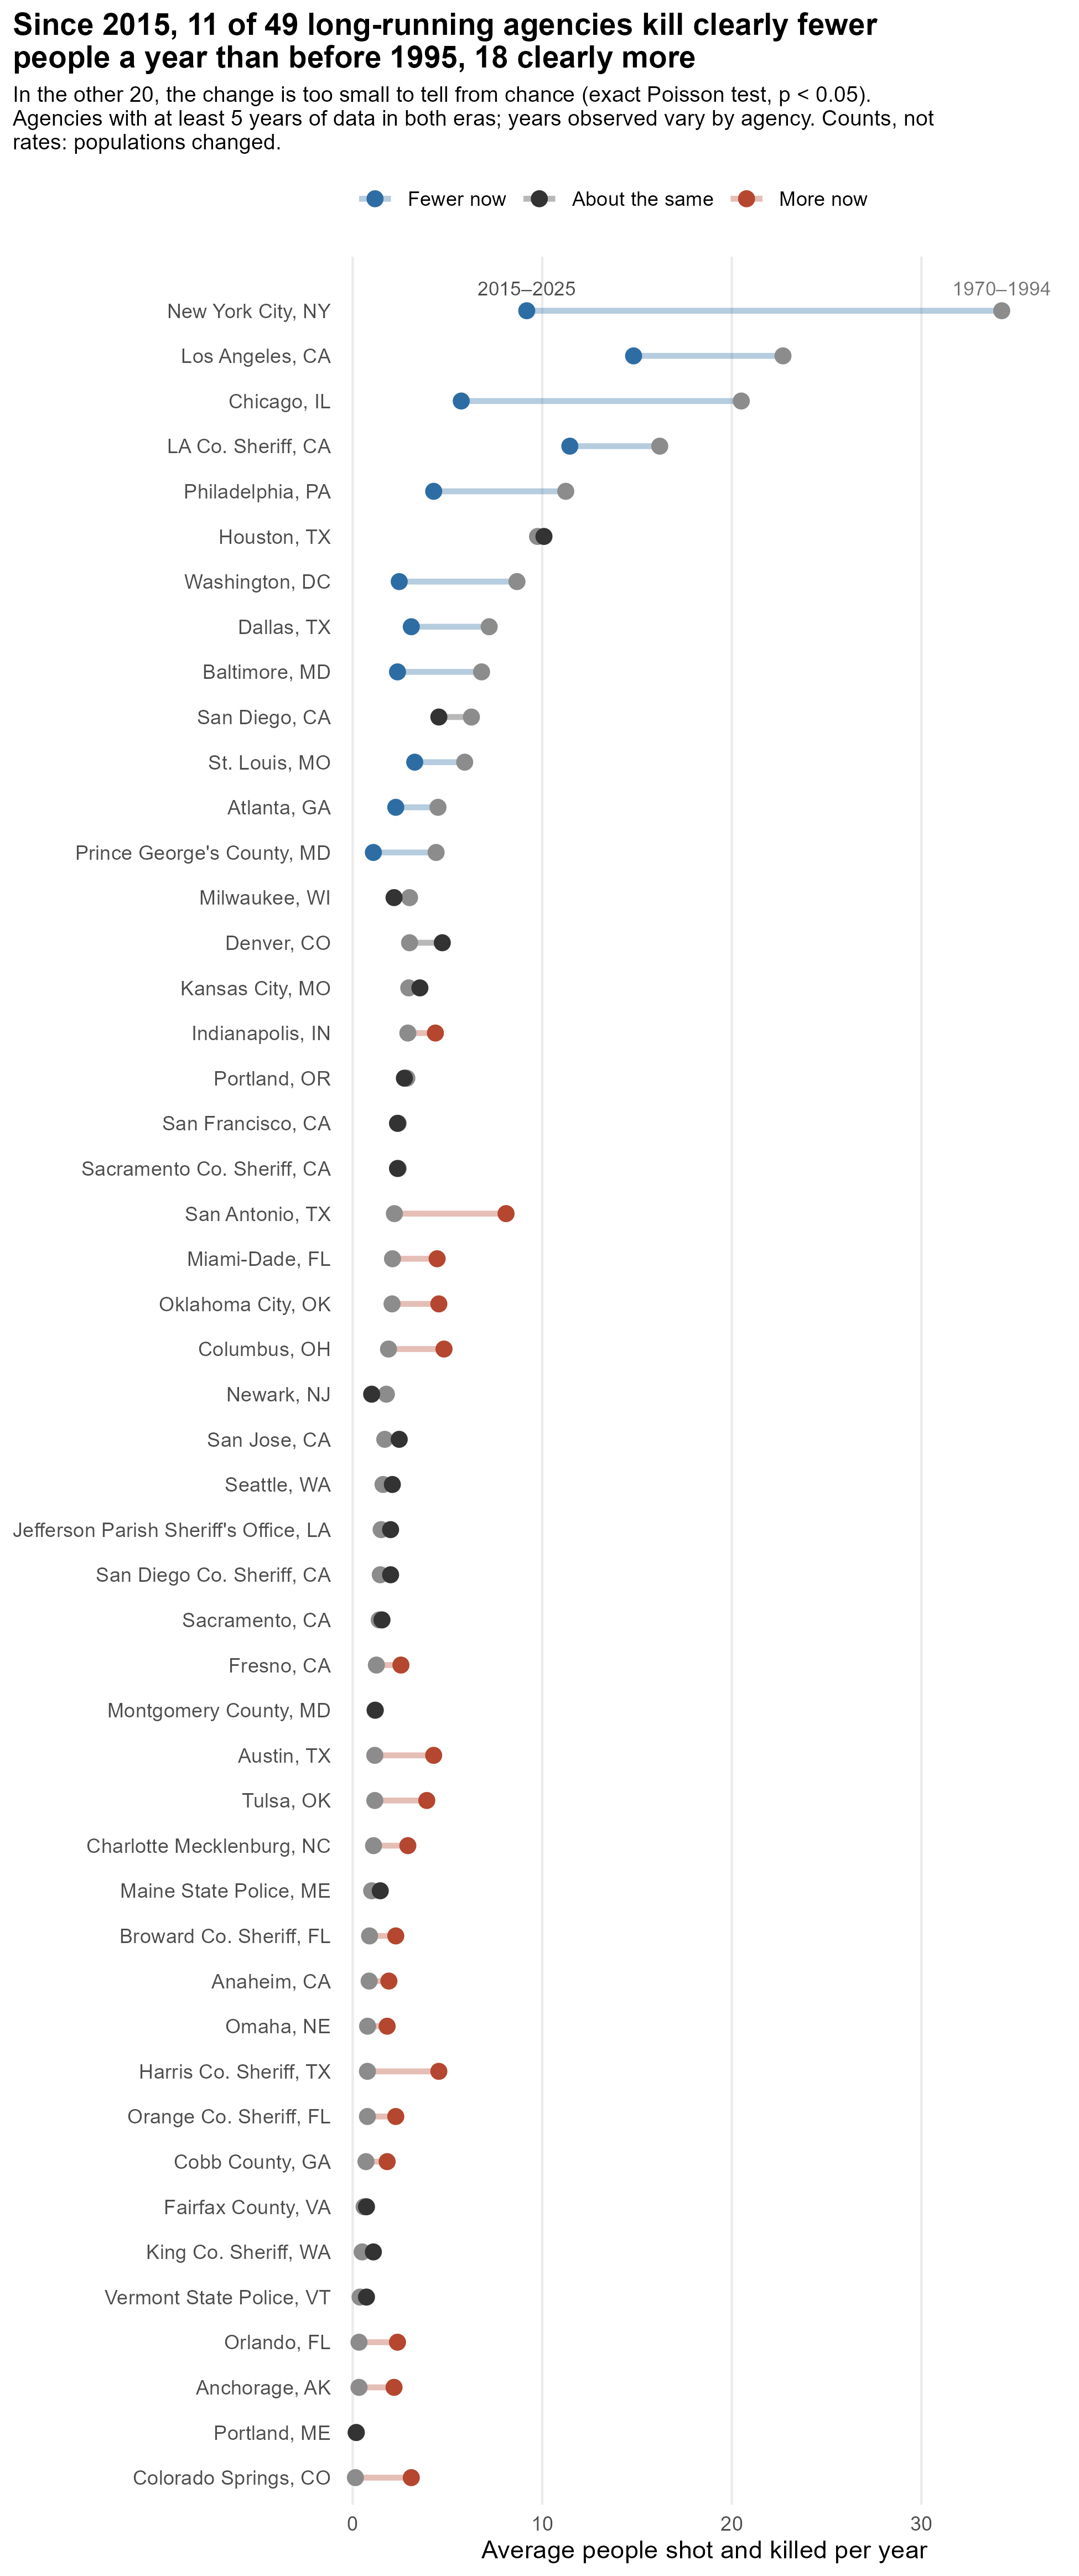 Since 2015, 11 of 49 long-running agencies kill clearly fewer
people a year than before 1995, 18 clearly more
In the other 20, the change is too small to tell from chance (exact Poisson test, p < 0.05).
Agencies with at least 5 years of data in both eras; years observed vary by agency. Counts, not
rates: populations changed.
Fewer now About the same More now
2015–2025 1970–1994
New York City, NY
Los Angeles, CA
Chicago, IL
LA Co. Sheriff, CA
Philadelphia, PA
Houston, TX
Washington, DC
Dallas, TX
Baltimore, MD
San Diego, CA
St. Louis, MO
Atlanta, GA
Prince George's County, MD
Milwaukee, WI
Denver, CO
Kansas City, MO
Indianapolis, IN
Portland, OR
San Francisco, CA
Sacramento Co. Sheriff, CA
San Antonio, TX
Miami-Dade, FL
Oklahoma City, OK
Columbus, OH
Newark, NJ
San Jose, CA
Seattle, WA
Jefferson Parish Sheriff's Office, LA
San Diego Co. Sheriff, CA
Sacramento, CA
Fresno, CA
Montgomery County, MD
Austin, TX
Tulsa, OK
Charlotte Mecklenburg, NC
Maine State Police, ME
Broward Co. Sheriff, FL
Anaheim, CA
Omaha, NE
Harris Co. Sheriff, TX
Orange Co. Sheriff, FL
Cobb County, GA
Fairfax County, VA
King Co. Sheriff, WA
Vermont State Police, VT
Orlando, FL
Anchorage, AK
Portland, ME
Colorado Springs, CO
0 10 20 30
Average people shot and killed per year